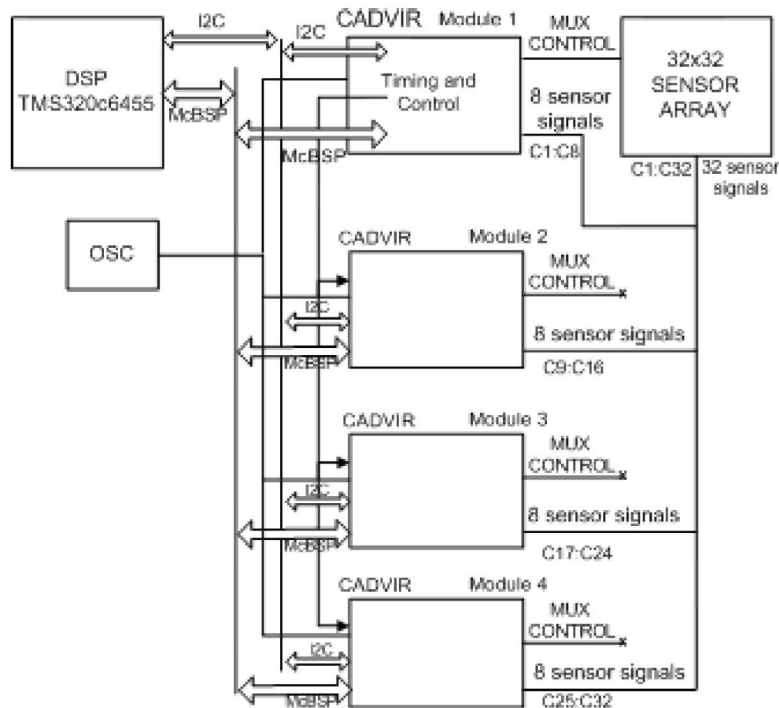 I2C
DSP
TMS320c6455
McBSP
CADVIR Module 1
I2C
Timing and
Control
McBSP
MUX
CONTROL
8 sensor
signals
C1:C8
32x32
SENSOR
ARRAY
C1:C32
32 sensor
signals
OSC
CADVIR Module 2
I2C
McBSP
MUX
CONTROL
8 sensor signals
C9:C16
CADVIR Module 3
I2C
McBSP
MUX
CONTROL
8 sensor signals
C17:C24
CADVIR Module 4
I2C
McBSP
MUX
CONTROL
8 sensor signals
C25:C32